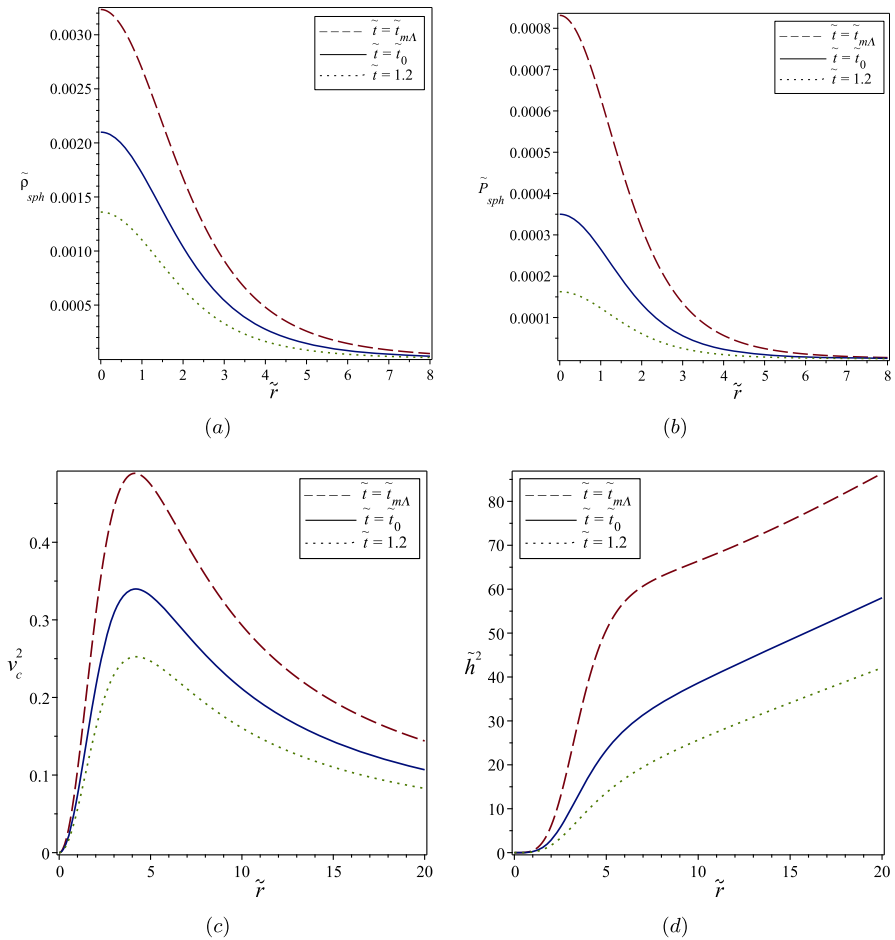 0.0030
0.0025
0.0020
0.0015
0.0010
0.0005
ρ̃_sph
0 1 2 3 4 5 6 7 8
r̃
t̃ = t̃_mΛ
t̃ = t̃_0
t̃ = 1.2
(a)
0.0008
0.0007
0.0006
0.0005
0.0004
0.0003
0.0002
0.0001
P̃_sph
0 1 2 3 4 5 6 7 8
r̃
t̃ = t̃_mΛ
t̃ = t̃_0
t̃ = 1.2
(b)
0.4
0.3
0.2
0.1
0
v_c^2
0 5 10 15 20
r̃
t̃ = t̃_mΛ
t̃ = t̃_0
t̃ = 1.2
(c)
80
70
60
50
40
30
20
10
0
h̃^2
0 5 10 15 20
r̃
t̃ = t̃_mΛ
t̃ = t̃_0
t̃ = 1.2
(d)